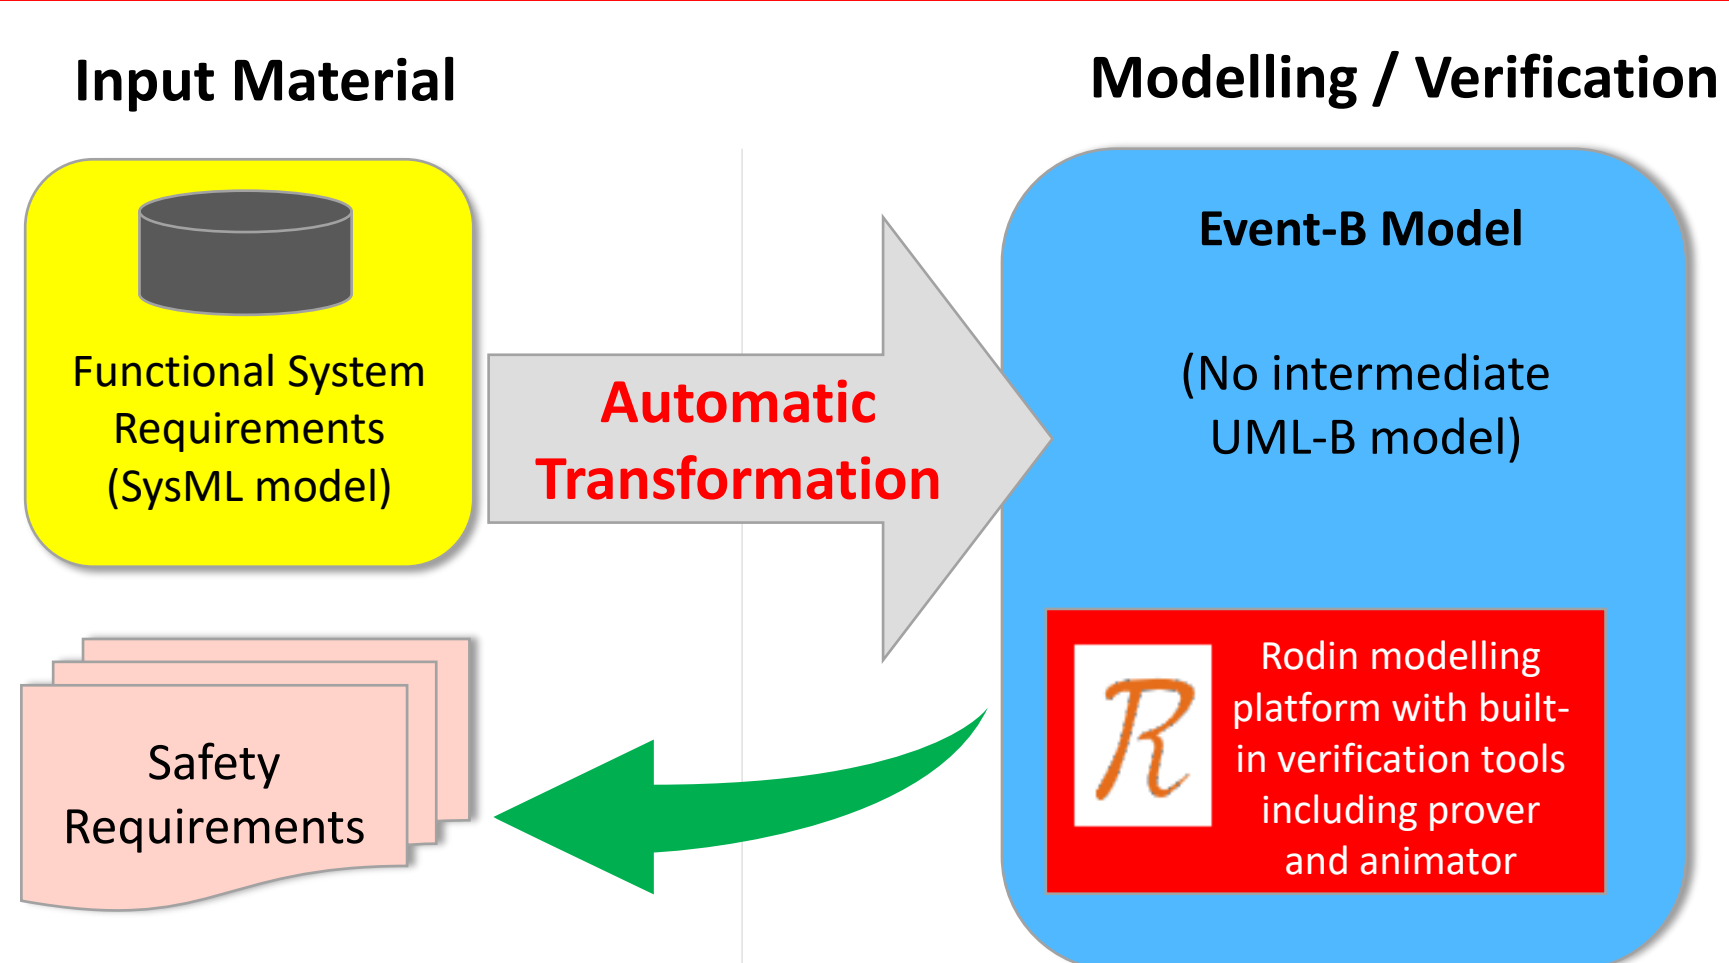 Input Material
Modelling / Verification
Functional System
Requirements
(SysML model)
Automatic
Transformation
Event-B Model
(No intermediate
UML-B model)
Safety
Requirements
R
Rodin modelling
platform with built-
in verification tools
including prover
and animator